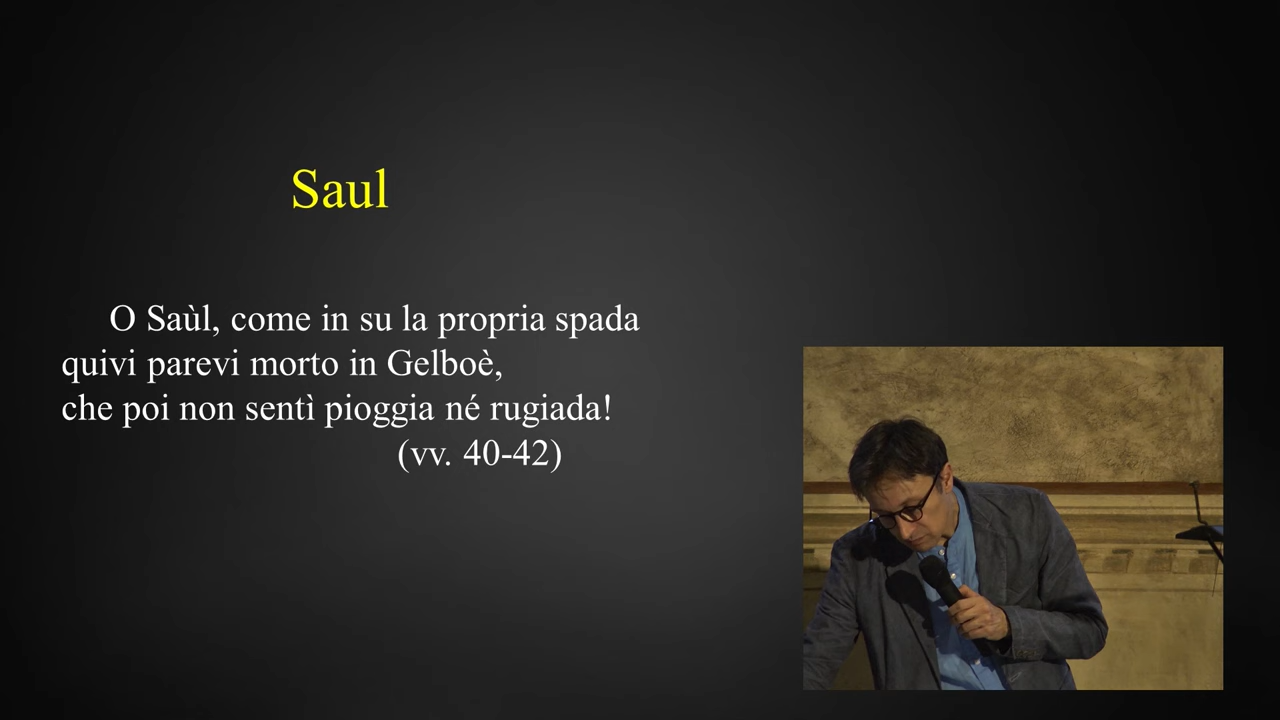 Saul
O Saùl, come in su la propria spada
quivi parevi morto in Gelboè,
che poi non sentì pioggia né rugiada!
(vv. 40-42)